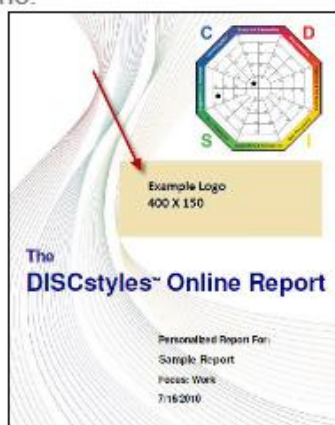 C D
S I
Example Logo
400 X 150
The
DISCstyles™ Online Report
Personalized Report For:
Sample Report
Focus: Work
7/16/2010